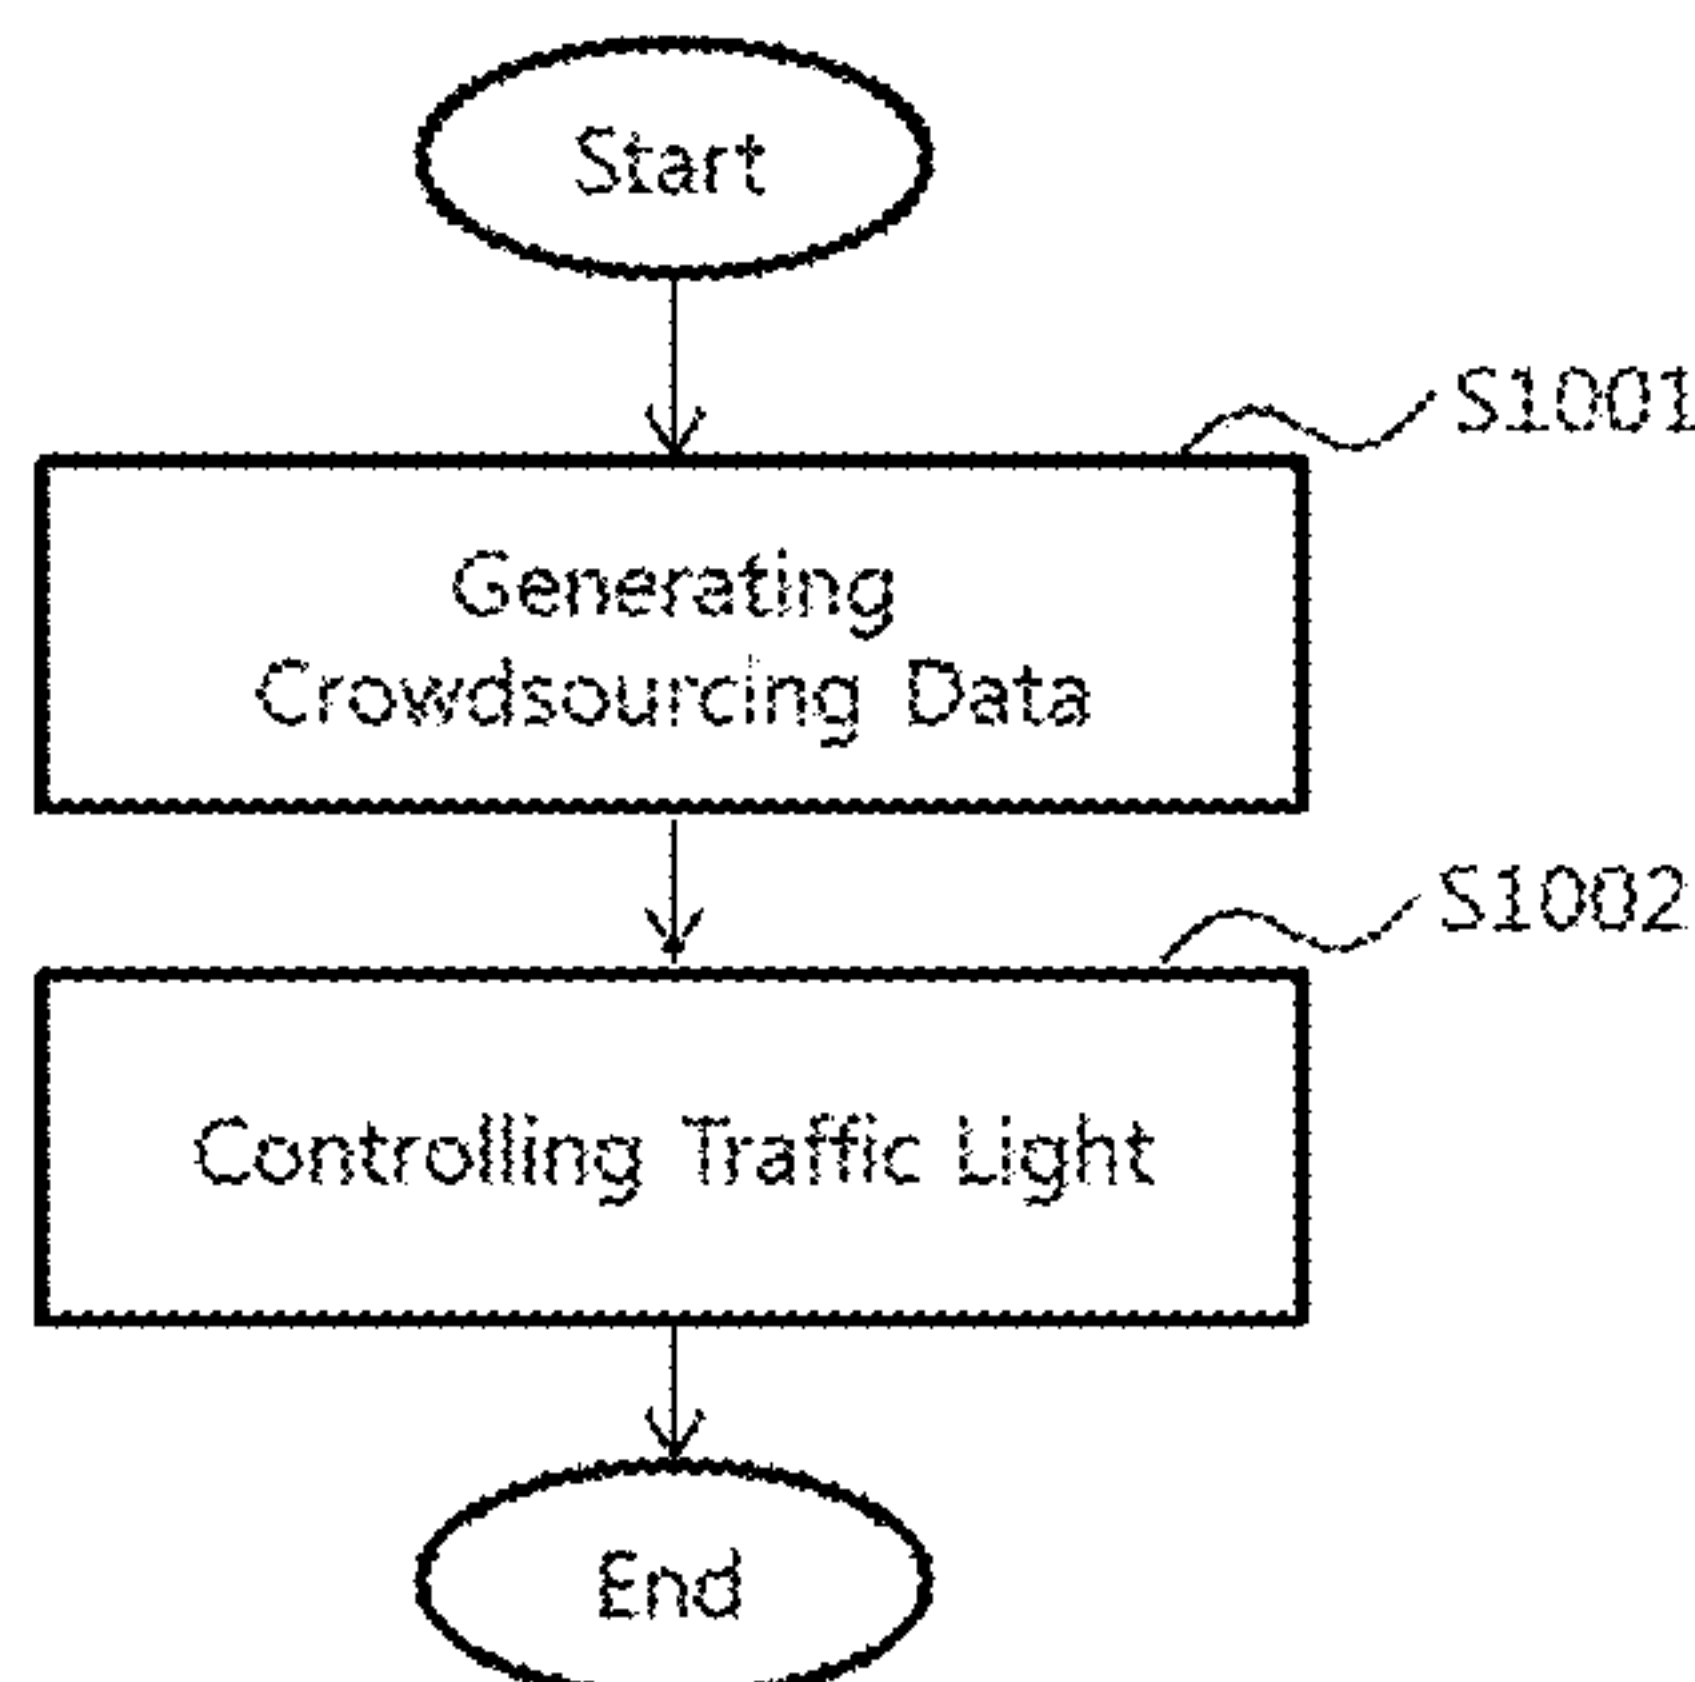 Start
S1001
Generating
Crowdsourcing Data
S1002
Controlling Traffic Light
End